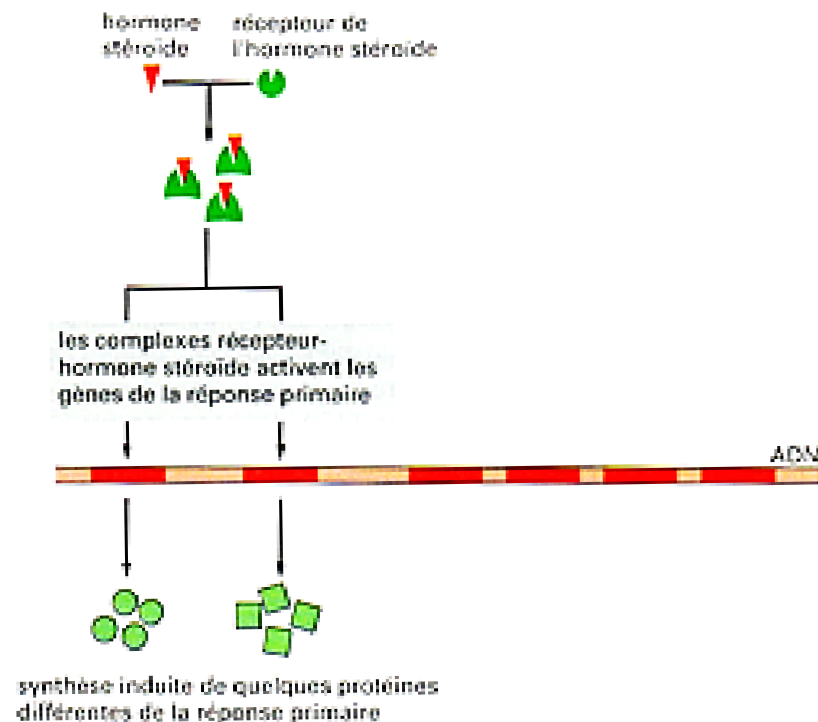 hormone
stéroïde
récepteur de
l'hormone stéroïde
les complexes récepteur-
hormone stéroïde activent les
gènes de la réponse primaire
ADN
synthèse induite de quelques protéines
différentes de la réponse primaire